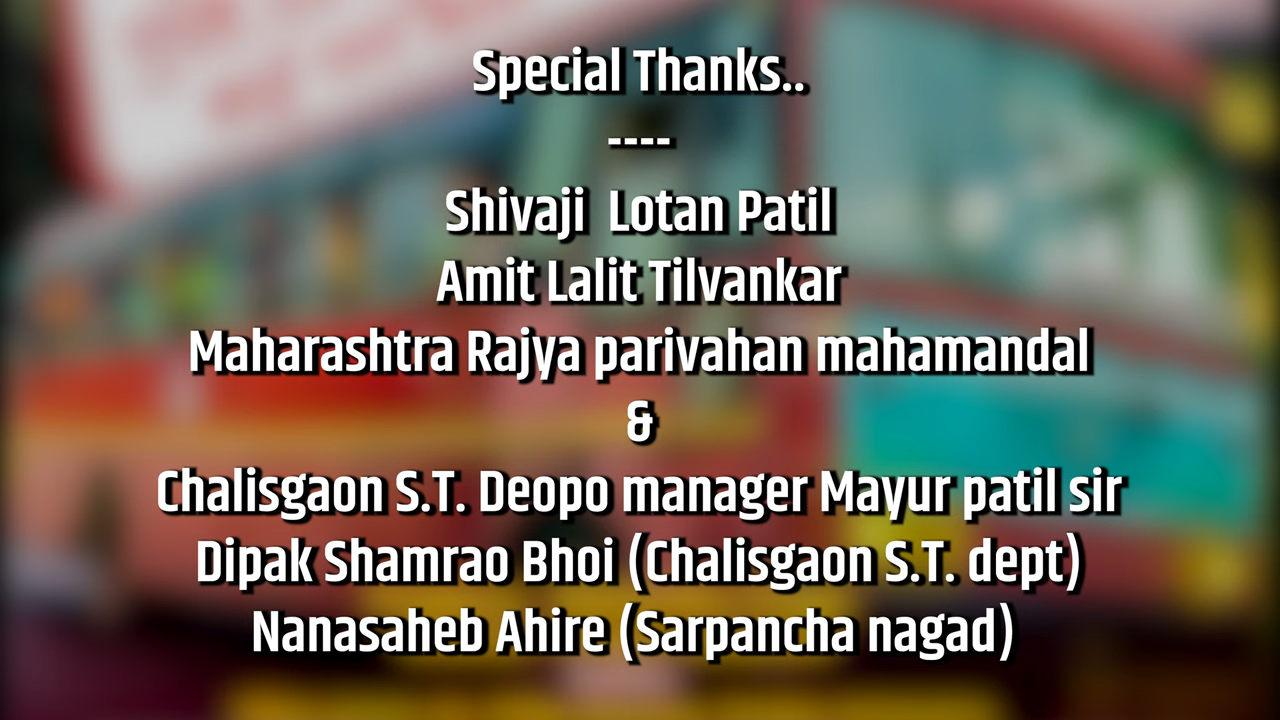 Special Thanks..
----
Shivaji  Lotan Patil
Amit Lalit Tilvankar
Maharashtra Rajya parivahan mahamandal
&
Chalisgaon S.T. Deopo manager Mayur patil sir
Dipak Shamrao Bhoi (Chalisgaon S.T. dept)
Nanasaheb Ahire (Sarpancha nagad)